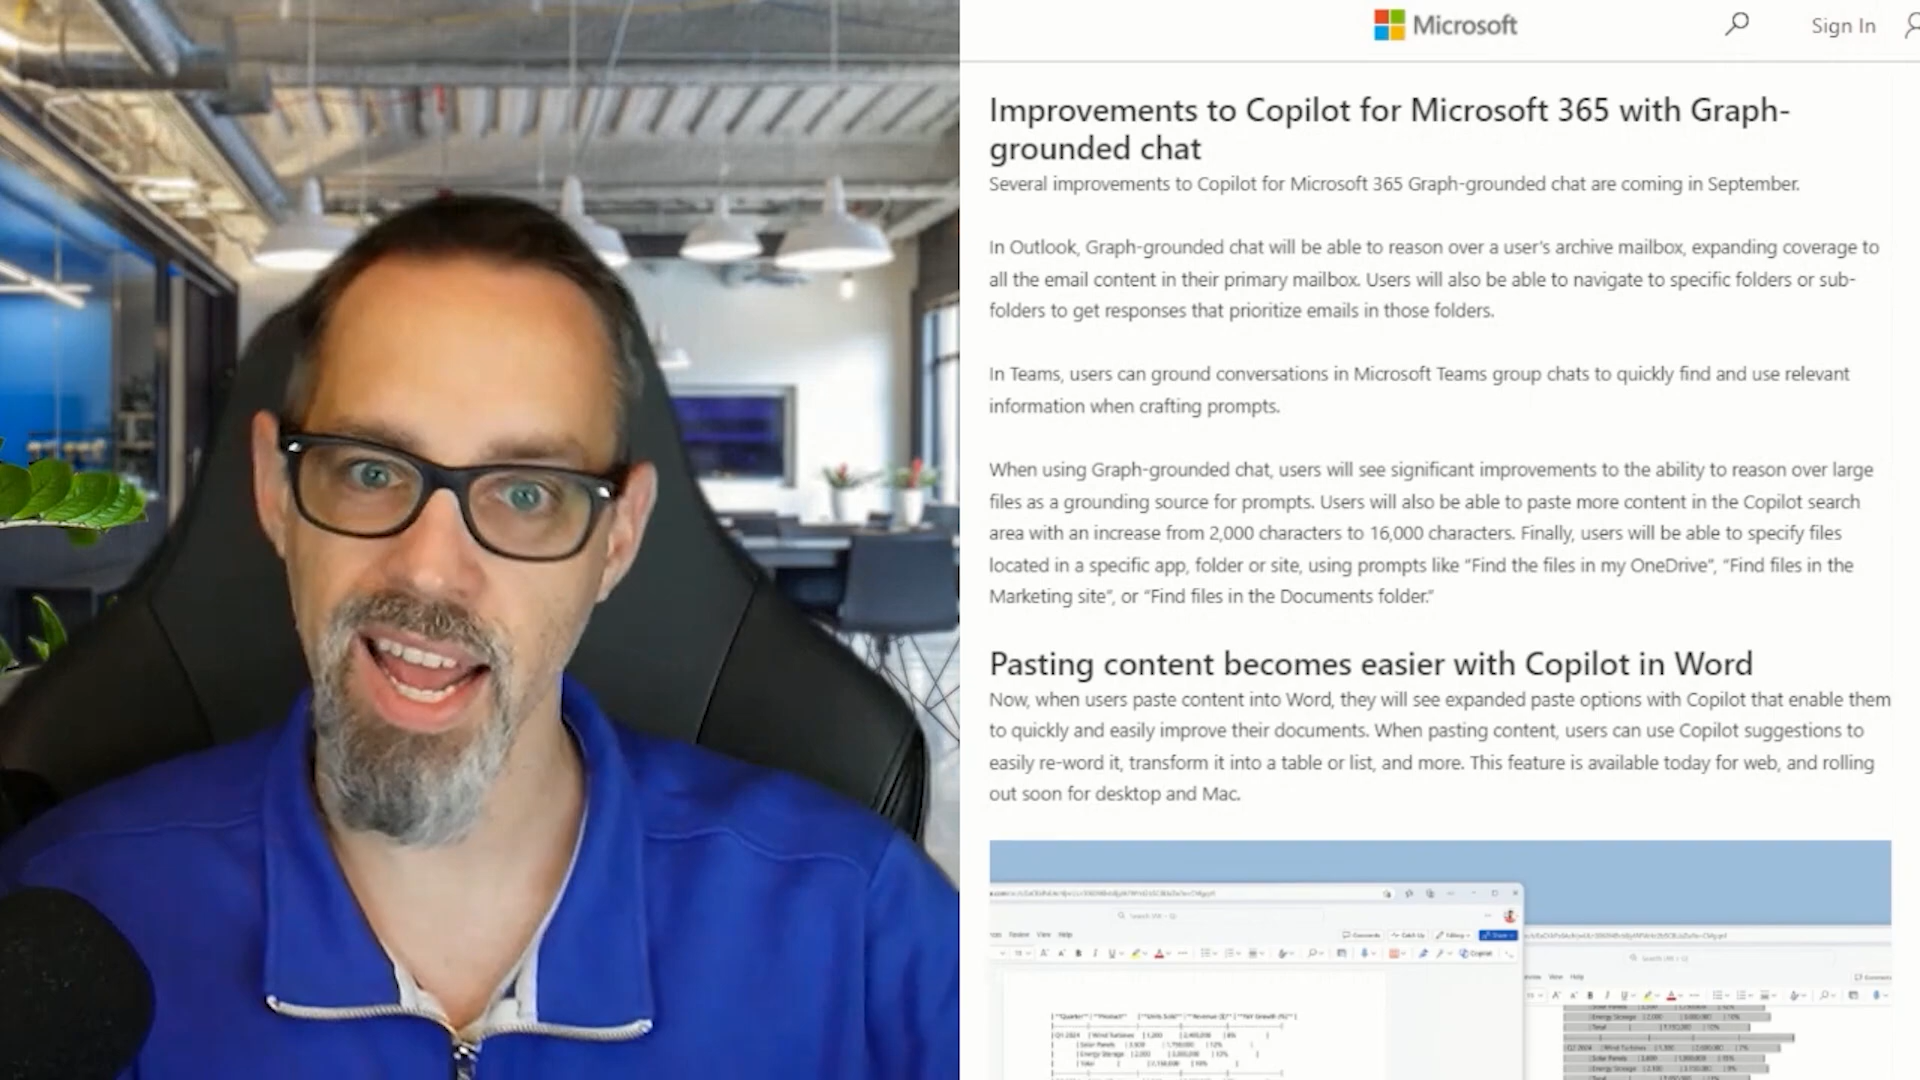 Microsoft
Sign In
Improvements to Copilot for Microsoft 365 with Graph-
grounded chat
Several improvements to Copilot for Microsoft 365 Graph-grounded chat are coming in September.
In Outlook, Graph-grounded chat will be able to reason over a user's archive mailbox, expanding coverage to
all the email content in their primary mailbox. Users will also be able to navigate to specific folders or sub-
folders to get responses that prioritize emails in those folders.
In Teams, users can ground conversations in Microsoft Teams group chats to quickly find and use relevant
information when crafting prompts.
When using Graph-grounded chat, users will see significant improvements to the ability to reason over large
files as a grounding source for prompts. Users will also be able to paste more content in the Copilot search
area with an increase from 2,000 characters to 16,000 characters. Finally, users will be able to specify files
located in a specific app, folder or site, using prompts like “Find the files in my OneDrive”, “Find files in the
Marketing site”, or “Find files in the Documents folder.”
Pasting content becomes easier with Copilot in Word
Now, when users paste content into Word, they will see expanded paste options with Copilot that enable them
to quickly and easily improve their documents. When pasting content, users can use Copilot suggestions to
easily re-word it, transform it into a table or list, and more. This feature is available today for web, and rolling
out soon for desktop and Mac.
Review View Help